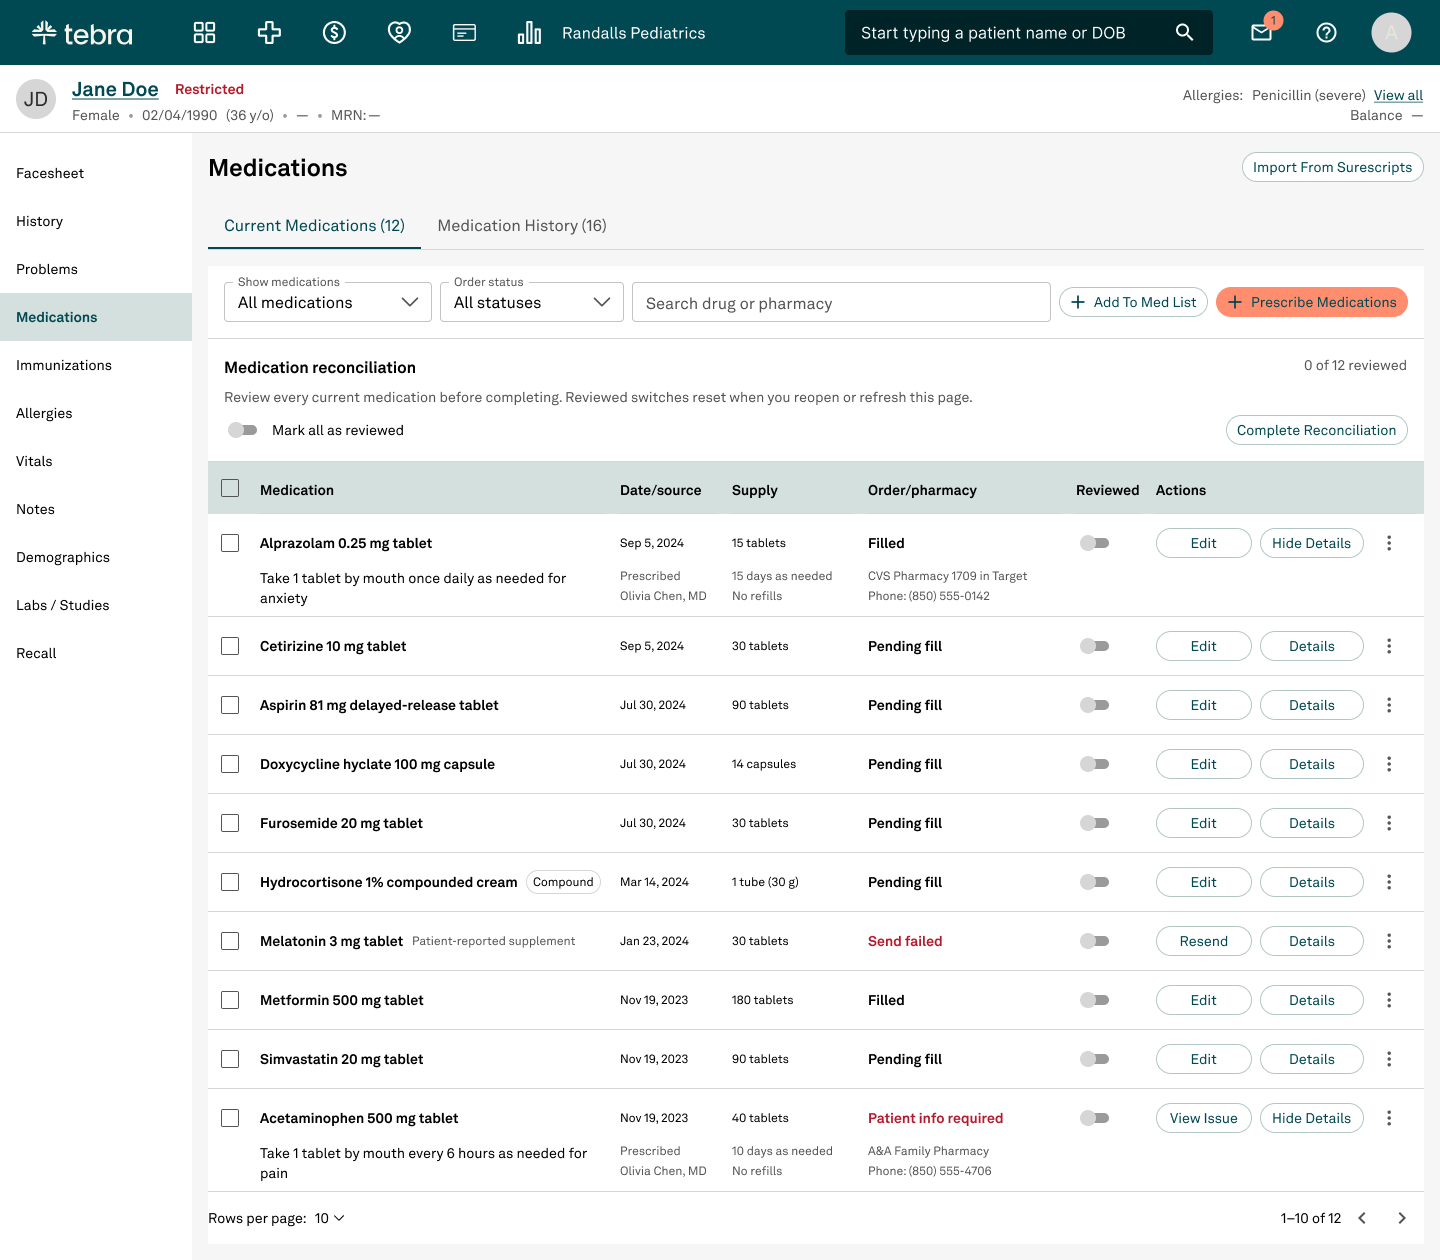 tebra
Randalls Pediatrics
Start typing a patient name or DOB
1
A
JD
Jane Doe Restricted
Female • 02/04/1990 (36 y/o) • — • MRN: —
Allergies: Penicillin (severe) View all
Balance —
Facesheet
History
Problems
Medications
Immunizations
Allergies
Vitals
Notes
Demographics
Labs / Studies
Recall
Medications
Import From Surescripts
Current Medications (12) Medication History (16)
Show medications
All medications
Order status
All statuses
Search drug or pharmacy
Add To Med List
Prescribe Medications
Medication reconciliation
0 of 12 reviewed
Review every current medication before completing. Reviewed switches reset when you reopen or refresh this page.
Mark all as reviewed
Complete Reconciliation
Medication Date/source Supply Order/pharmacy Reviewed Actions
Alprazolam 0.25 mg tablet Sep 5, 2024 15 tablets Filled Edit Hide Details
Take 1 tablet by mouth once daily as needed for anxiety
Prescribed
Olivia Chen, MD
15 days as needed
No refills
CVS Pharmacy 1709 in Target
Phone: (850) 555-0142
Cetirizine 10 mg tablet Sep 5, 2024 30 tablets Pending fill Edit Details
Aspirin 81 mg delayed-release tablet Jul 30, 2024 90 tablets Pending fill Edit Details
Doxycycline hyclate 100 mg capsule Jul 30, 2024 14 capsules Pending fill Edit Details
Furosemide 20 mg tablet Jul 30, 2024 30 tablets Pending fill Edit Details
Hydrocortisone 1% compounded cream Compound Mar 14, 2024 1 tube (30 g) Pending fill Edit Details
Melatonin 3 mg tablet Patient-reported supplement Jan 23, 2024 30 tablets Send failed Resend Details
Metformin 500 mg tablet Nov 19, 2023 180 tablets Filled Edit Details
Simvastatin 20 mg tablet Nov 19, 2023 90 tablets Pending fill Edit Details
Acetaminophen 500 mg tablet Nov 19, 2023 40 tablets Patient info required View Issue Hide Details
Take 1 tablet by mouth every 6 hours as needed for pain
Prescribed
Olivia Chen, MD
10 days as needed
No refills
A&A Family Pharmacy
Phone: (850) 555-4706
Rows per page: 10
1–10 of 12